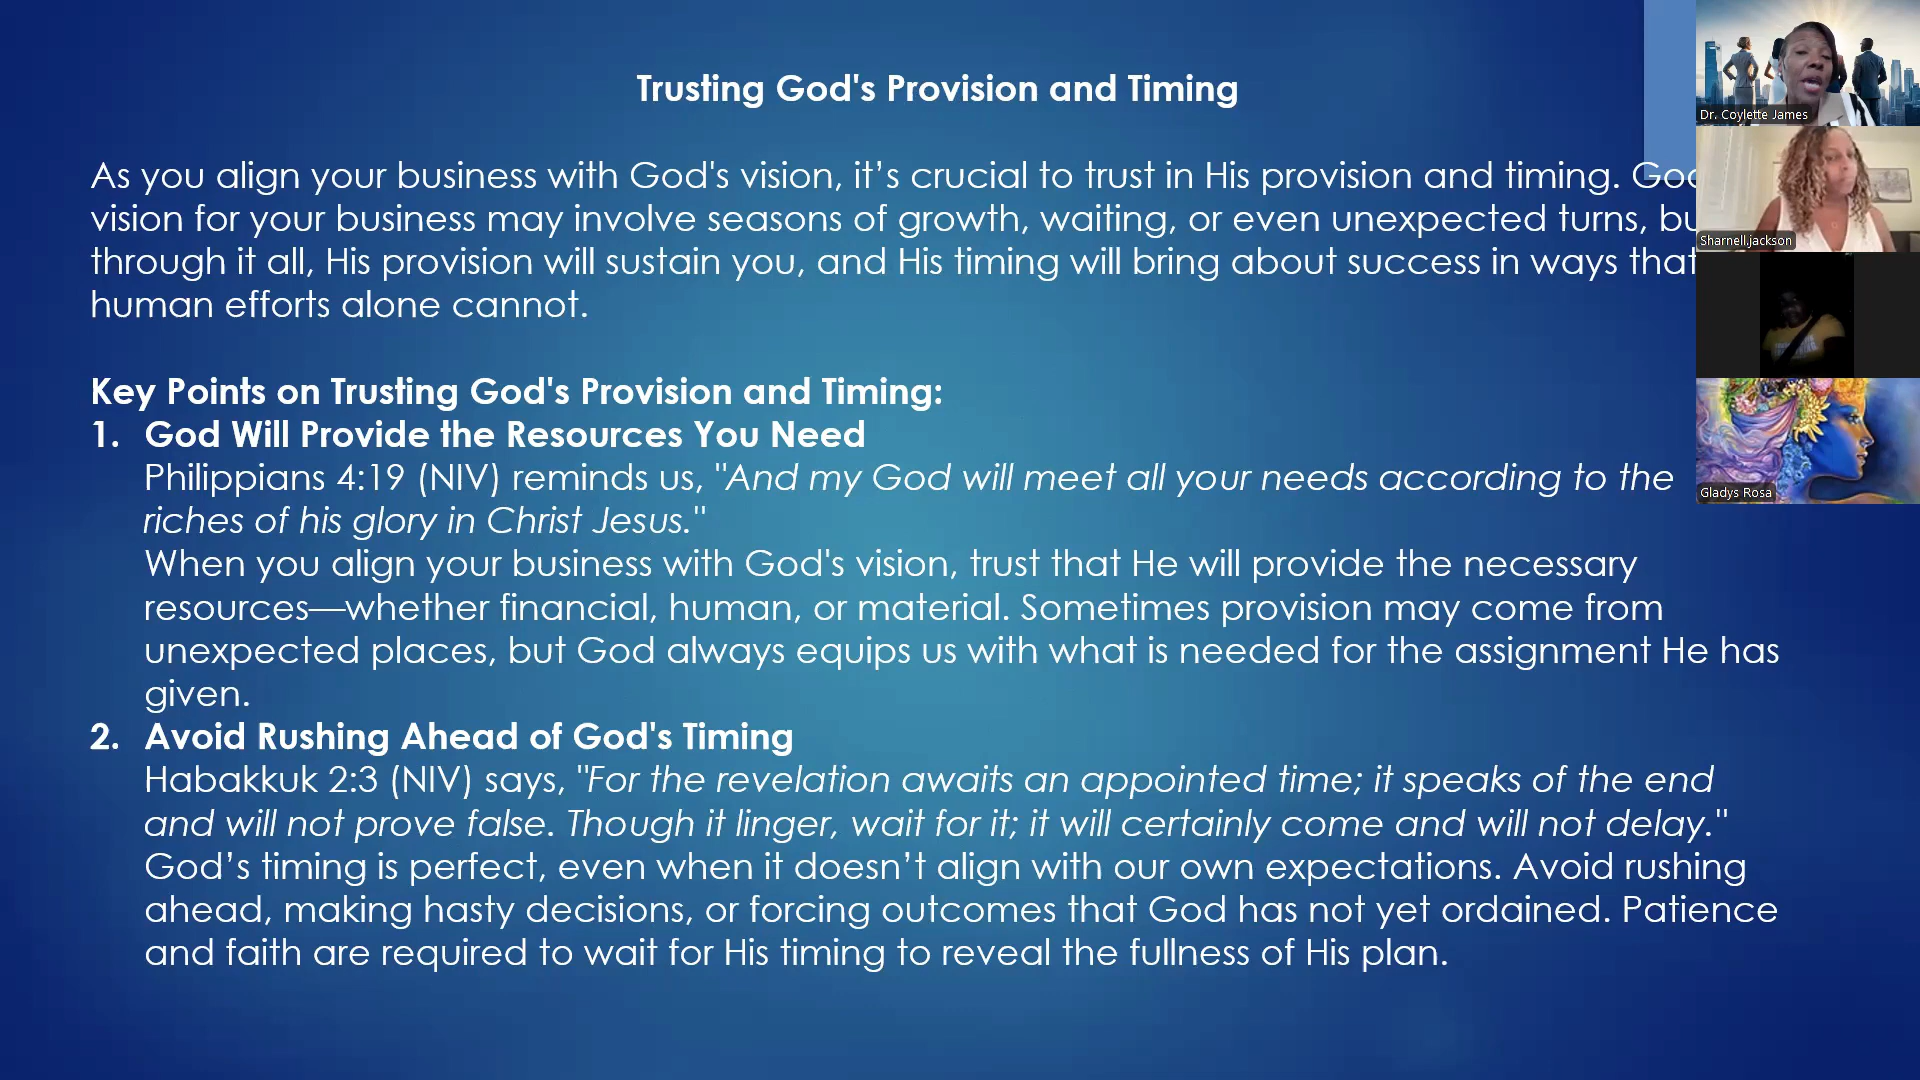 Trusting God's Provision and Timing
As you align your business with God's vision, it’s crucial to trust in His provision and timing.
vision for your business may involve seasons of growth, waiting, or even unexpected turns,
through it all, His provision will sustain you, and His timing will bring about success in ways that
human efforts alone cannot.
Key Points on Trusting God's Provision and Timing:
1. God Will Provide the Resources You Need
Philippians 4:19 (NIV) reminds us, "And my God will meet all your needs according to the
riches of his glory in Christ Jesus."
When you align your business with God's vision, trust that He will provide the necessary
resources—whether financial, human, or material. Sometimes provision may come from
unexpected places, but God always equips us with what is needed for the assignment He has
given.
2. Avoid Rushing Ahead of God's Timing
Habakkuk 2:3 (NIV) says, "For the revelation awaits an appointed time; it speaks of the end
and will not prove false. Though it linger, wait for it; it will certainly come and will not delay."
God’s timing is perfect, even when it doesn’t align with our own expectations. Avoid rushing
ahead, making hasty decisions, or forcing outcomes that God has not yet ordained. Patience
and faith are required to wait for His timing to reveal the fullness of His plan.
Dr. Coylette James
Sharnell.jackson
Gladys Rosa